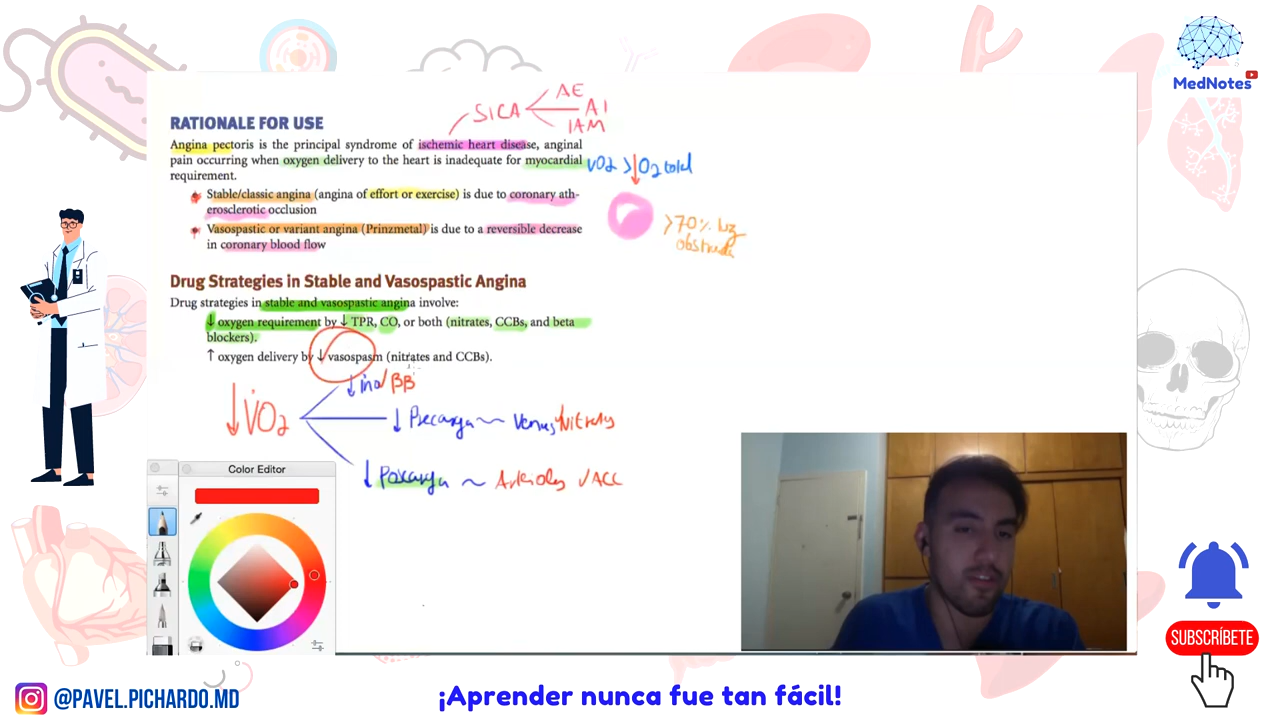 MedNotes
SICA
AE
AI
IAM
RATIONALE FOR USE
Angina pectoris is the principal syndrome of ischemic heart disease, anginal
pain occurring when oxygen delivery to the heart is inadequate for myocardial
requirement.
VO2 > ↓O2 total
Stable/classic angina (angina of effort or exercise) is due to coronary ath-
erosclerotic occlusion
Vasospastic or variant angina (Prinzmetal) is due to a reversible decrease
in coronary blood flow
>70% luz
Drug Strategies in Stable and Vasospastic Angina
Drug strategies in stable and vasospastic angina involve:
↓ oxygen requirement by ↓ TPR, CO, or both (nitrates, CCBs, and beta
blockers).
↑ oxygen delivery by ↓ vasospasm (nitrates and CCBs).
↓ Ino/BB
↓ VO2
↓ Precarga ~ Venas/Nitratos
↓ Poscarga ~ /ACC
Color Editor
SUBSCRÍBETE
@PAVEL.PICHARDO.MD
¡Aprender nunca fue tan fácil!